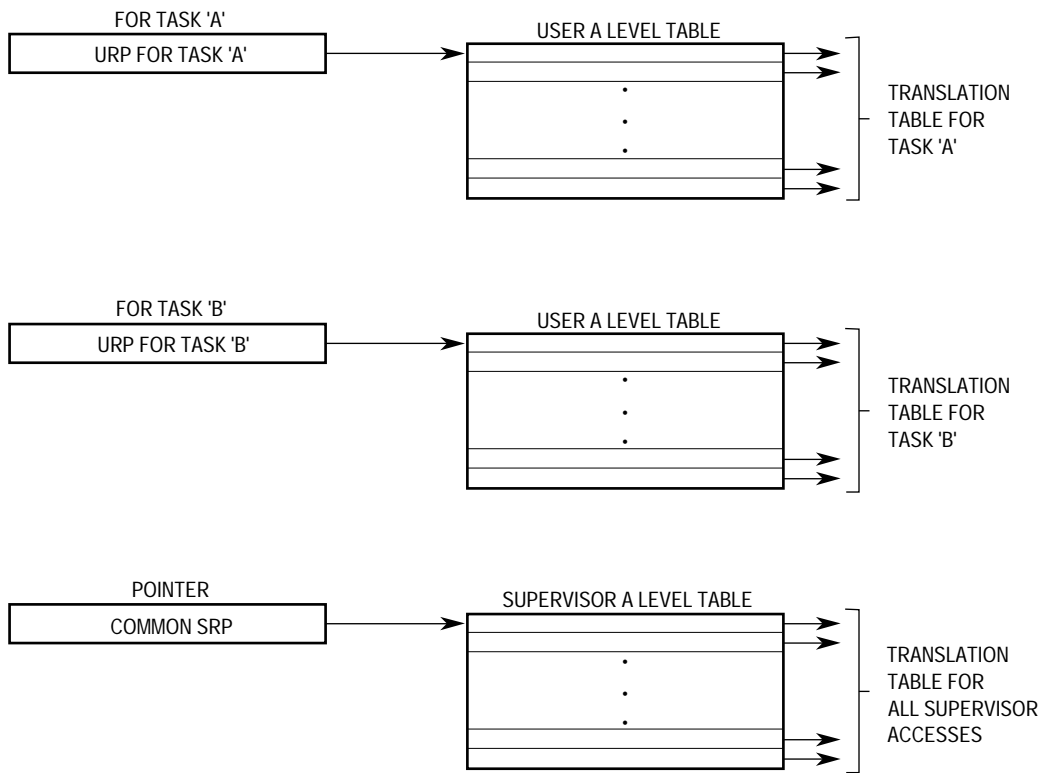 FOR TASK 'A'
URP FOR TASK 'A'
USER A LEVEL TABLE
TRANSLATION
TABLE FOR
TASK 'A'
FOR TASK 'B'
URP FOR TASK 'B'
USER A LEVEL TABLE
TRANSLATION
TABLE FOR
TASK 'B'
POINTER
COMMON SRP
SUPERVISOR A LEVEL TABLE
TRANSLATION
TABLE FOR
ALL SUPERVISOR
ACCESSES